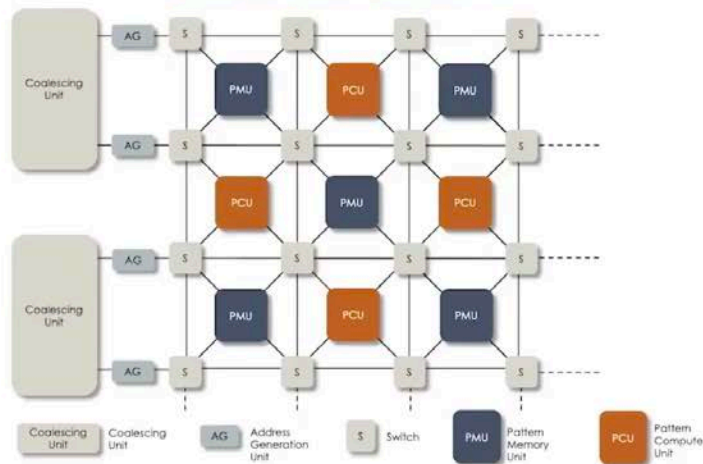 AG S S S S
Coalescing
Unit
PMU PCU PMU
AG S S S S
PCU PMU PCU
AG S S S S
Coalescing
Unit
PMU PCU PMU
AG S S S S
Coalescing
Unit
Coalescing
Unit
AG
Address
Generation
Unit
S
Switch
PMU
Pattern
Memory
Unit
PCU
Pattern
Compute
Unit